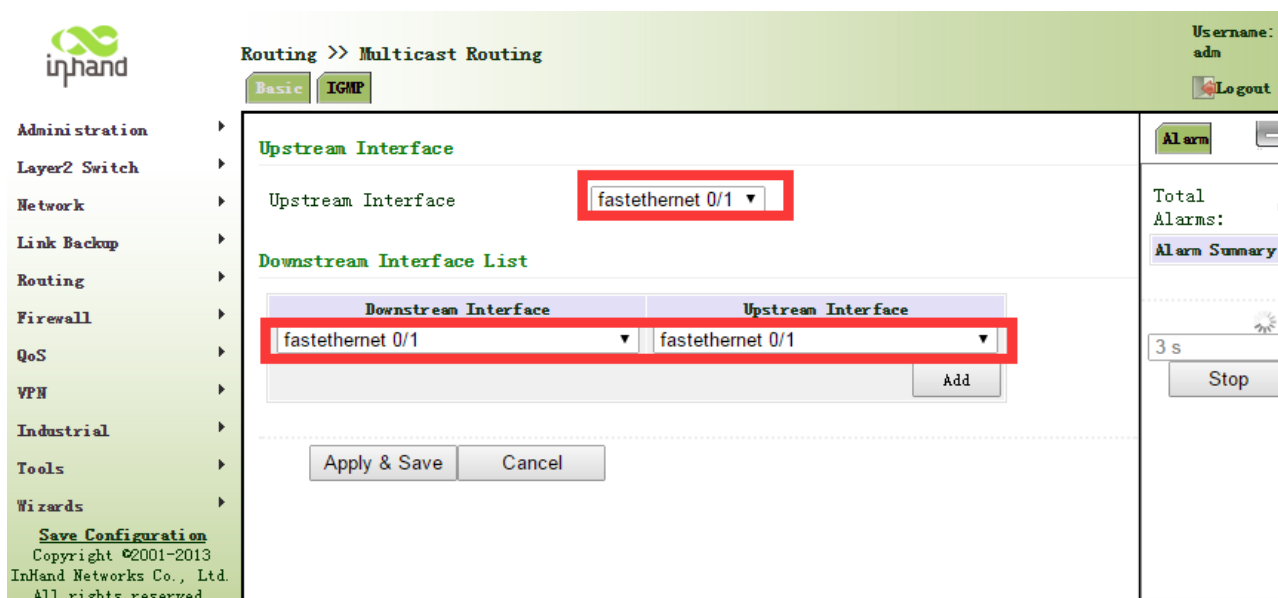 inhand
Routing >> Multicast Routing
Username:
adm
Basic
IGMP
Logout
Administration
Layer2 Switch
Network
Link Backup
Routing
Firewall
QoS
VPN
Industrial
Tools
Wizards
Save Configuration
Copyright ©2001-2013
InHand Networks Co., Ltd.
All rights reserved
Upstream Interface
Upstream Interface
fastethernet 0/1
Downstream Interface List
Downstream Interface
Upstream Interface
fastethernet 0/1
fastethernet 0/1
Add
Apply & Save
Cancel
Alarm
Total
Alarms:
Alarm Summary
3 s
Stop